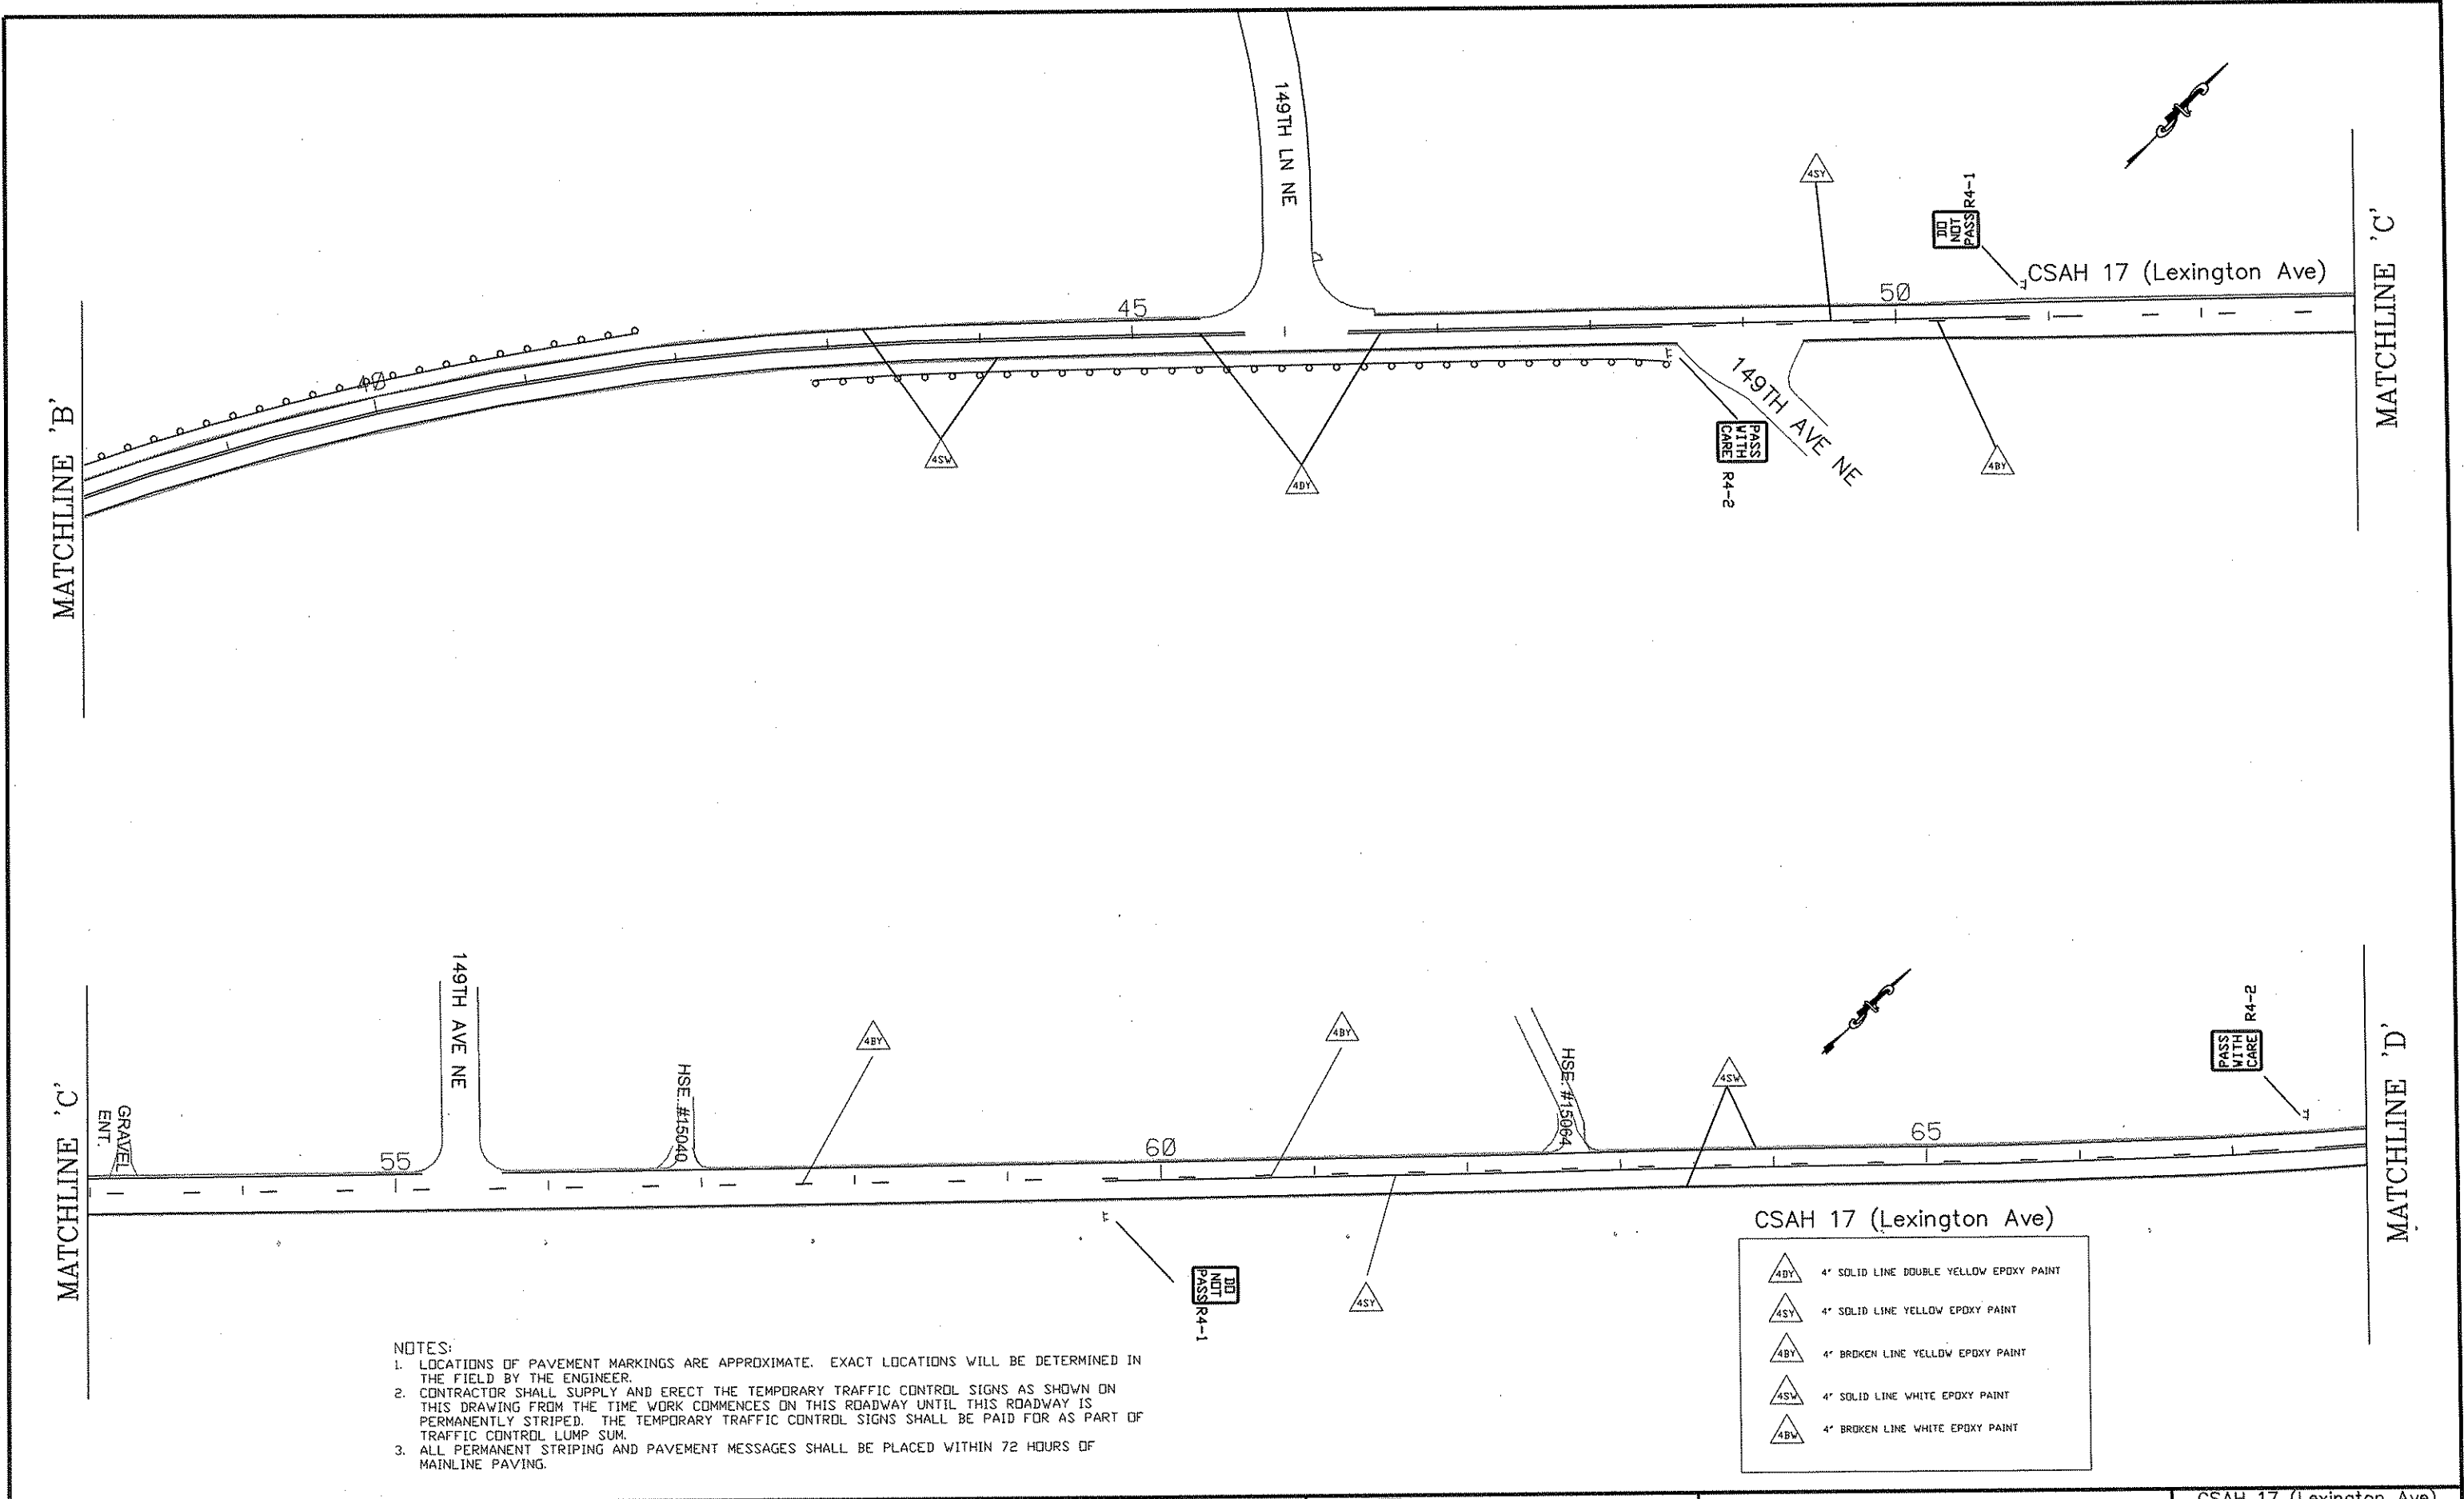 149TH LN NE
4SY
DO
NOT
PASS
R4-1
CSAH 17 (Lexington Ave)
MATCHLINE 'C'
50
45
40
MATCHLINE 'B'
4SW
4DY
PASS
WITH
CARE
R4-2
149TH AVE NE
4BY
MATCHLINE 'C'
GRAVEL
ENT.
55
149TH AVE NE
HSE. #15040
4BY
60
4BY
HSE. #15064
4SW
65
PASS
WITH
CARE
R4-2
MATCHLINE 'D'
DO
NOT
PASS
R4-1
4SY
CSAH 17 (Lexington Ave)
4DY 4" SOLID LINE DOUBLE YELLOW EPOXY PAINT
4SY 4" SOLID LINE YELLOW EPOXY PAINT
4BY 4" BROKEN LINE YELLOW EPOXY PAINT
4SW 4" SOLID LINE WHITE EPOXY PAINT
4BW 4" BROKEN LINE WHITE EPOXY PAINT
NOTES:
1. LOCATIONS OF PAVEMENT MARKINGS ARE APPROXIMATE. EXACT LOCATIONS WILL BE DETERMINED IN
THE FIELD BY THE ENGINEER.
2. CONTRACTOR SHALL SUPPLY AND ERECT THE TEMPORARY TRAFFIC CONTROL SIGNS AS SHOWN ON
THIS DRAWING FROM THE TIME WORK COMMENCES ON THIS ROADWAY UNTIL THIS ROADWAY IS
PERMANENTLY STRIPED. THE TEMPORARY TRAFFIC CONTROL SIGNS SHALL BE PAID FOR AS PART OF
TRAFFIC CONTROL LUMP SUM.
3. ALL PERMANENT STRIPING AND PAVEMENT MESSAGES SHALL BE PLACED WITHIN 72 HOURS OF
MAINLINE PAVING.
CSAH 17 (Lexington Ave)